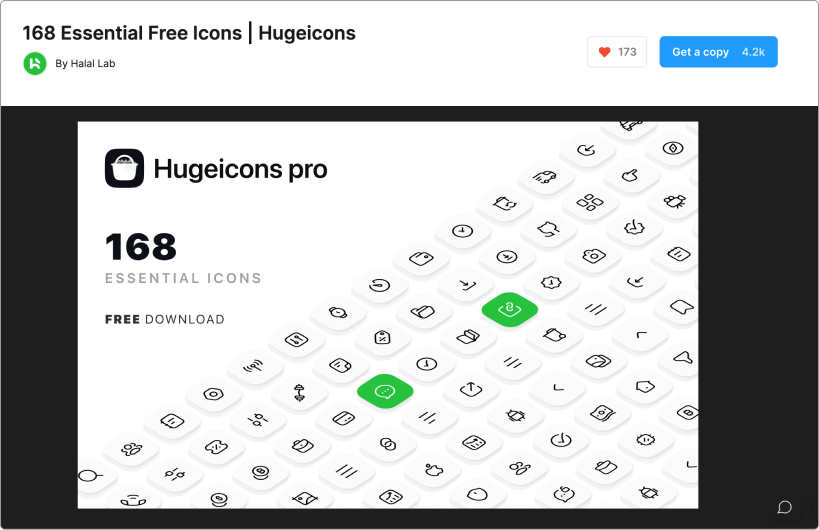 168 Essential Free Icons | Hugeicons
By Halal Lab
173
Get a copy 4.2k
Hugeicons pro
168
ESSENTIAL ICONS
FREE DOWNLOAD